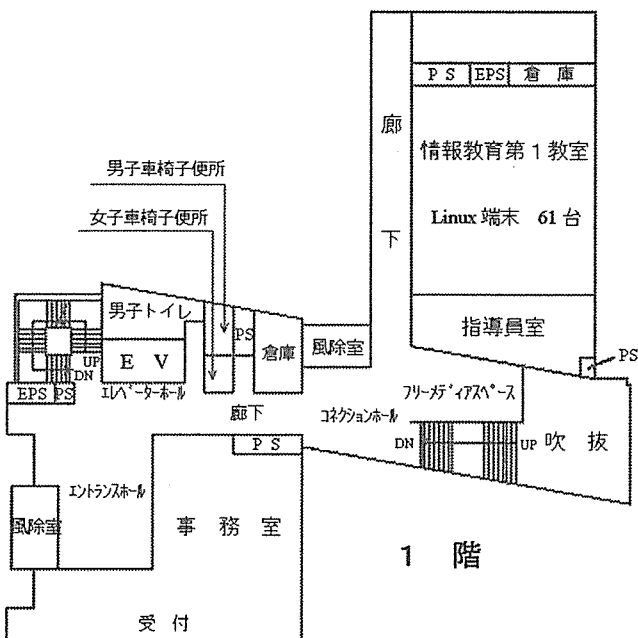 PS EPS 倉庫
廊下
情報教育第1教室
Linux 端末 61台
男子車椅子便所
女子車椅子便所
男子トイレ
PS
倉庫
風除室
指導員室
PS
EV
UP
DN
EPS PS
エレベーターホール
フリーメディアスペース
廊下
コネクションホール
PS
DN
UP
吹抜
エントランスホール
風除室
事務室
1階
受付